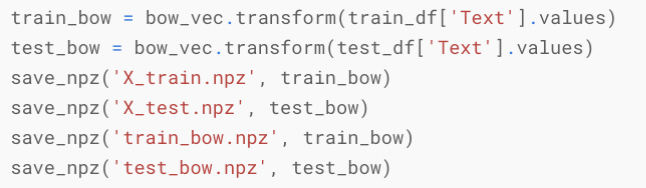 train_bow = bow_vec.transform(train_df['Text'].values)
test_bow = bow_vec.transform(test_df['Text'].values)
save_npz('X_train.npz', train_bow)
save_npz('X_test.npz', test_bow)
save_npz('train_bow.npz', train_bow)
save_npz('test_bow.npz', test_bow)